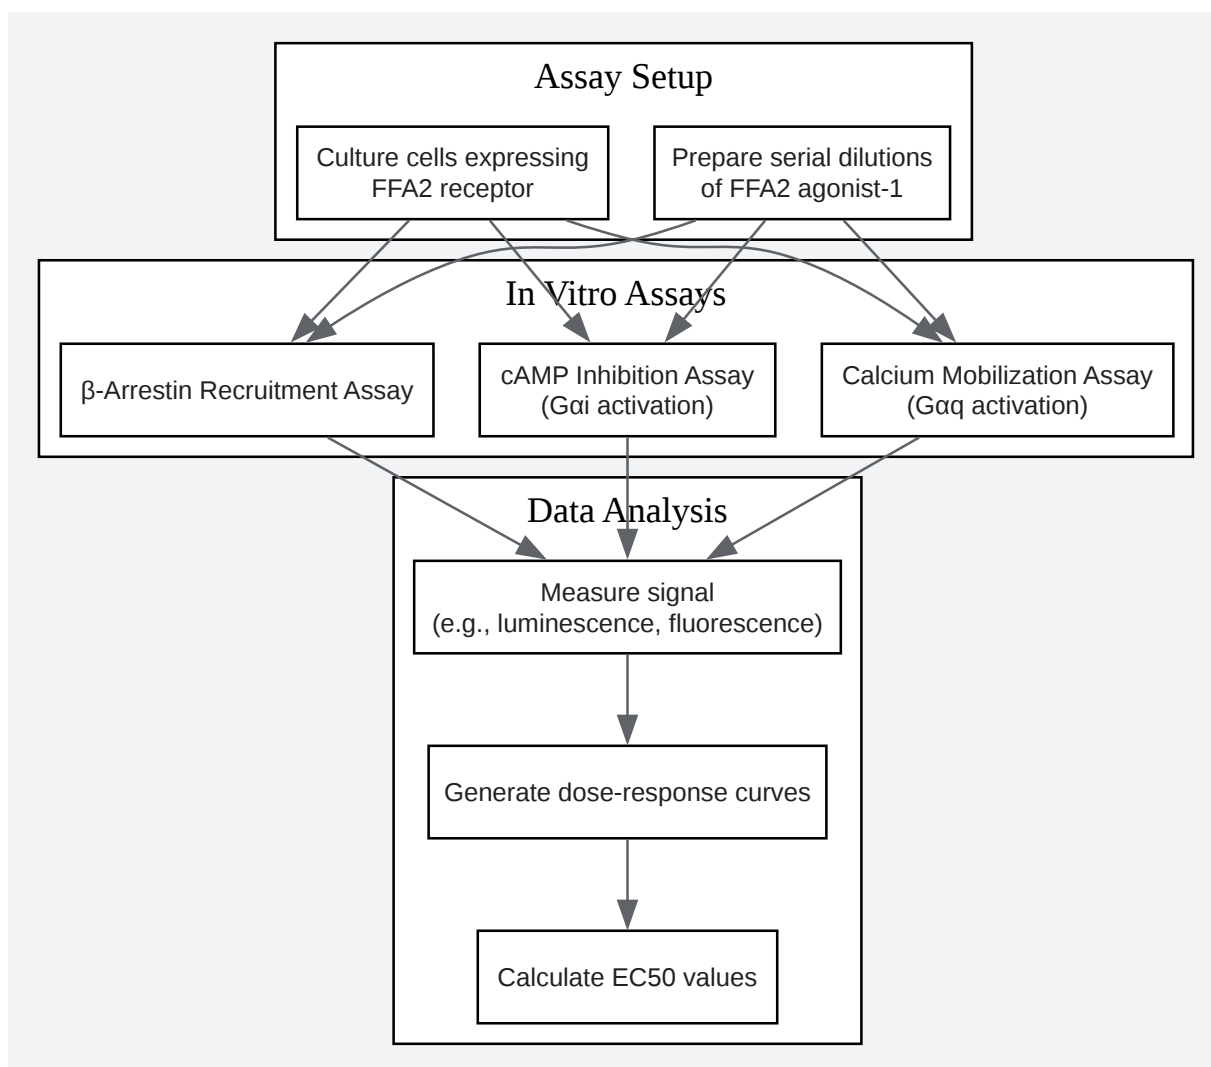 Assay Setup
Culture cells expressing
FFA2 receptor
Prepare serial dilutions
of FFA2 agonist-1
In Vitro Assays
β-Arrestin Recruitment Assay
cAMP Inhibition Assay
(Gαi activation)
Calcium Mobilization Assay
(Gαq activation)
Data Analysis
Measure signal
(e.g., luminescence, fluorescence)
Generate dose-response curves
Calculate EC50 values